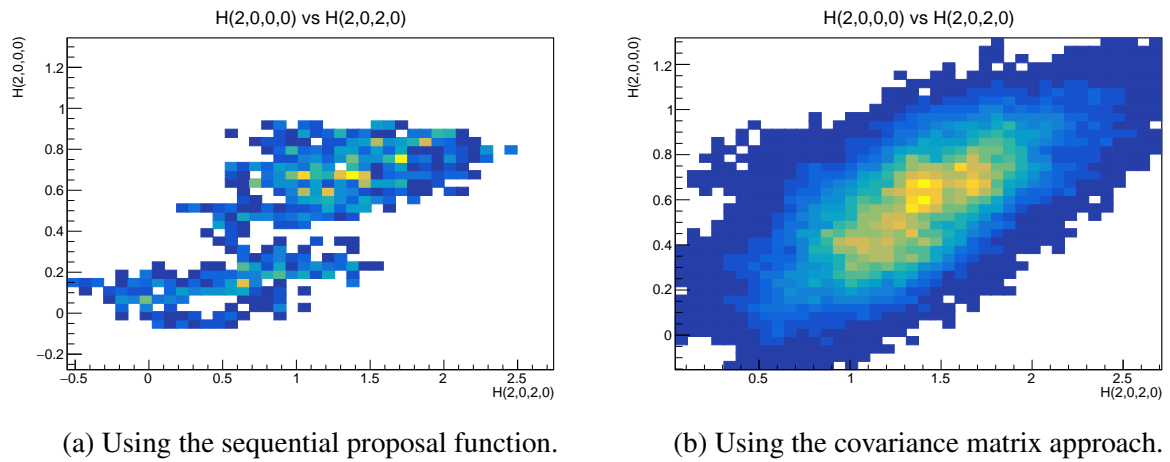 H(2,0,0,0) vs H(2,0,2,0)
H(2,0,0,0)
1.2
1
0.8
0.6
0.4
0.2
0
−0.2
−0.5 0 0.5 1 1.5 2 2.5
H(2,0,2,0)
(a) Using the sequential proposal function.
H(2,0,0,0) vs H(2,0,2,0)
H(2,0,0,0)
1.2
1
0.8
0.6
0.4
0.2
0
0.5 1 1.5 2 2.5
H(2,0,2,0)
(b) Using the covariance matrix approach.